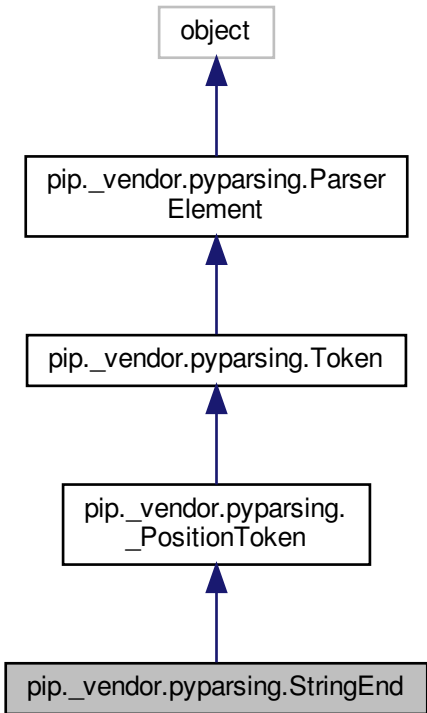 object
pip._vendor.pyparsing.Parser
Element
pip._vendor.pyparsing.Token
pip._vendor.pyparsing.
_PositionToken
pip._vendor.pyparsing.StringEnd